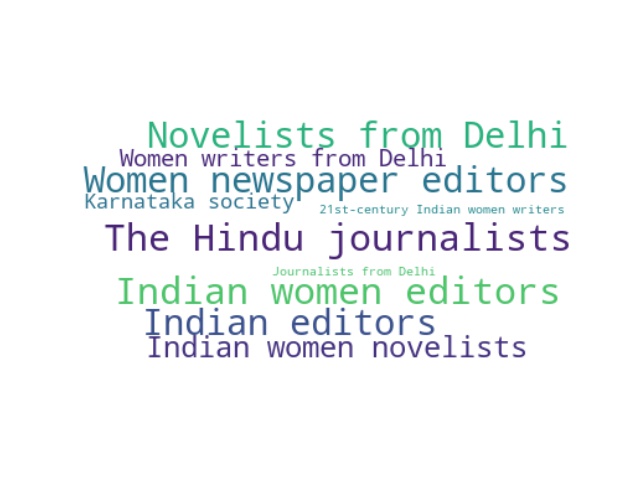 Novelists from Delhi
Women writers from Delhi
Women newspaper editors
Karnataka society
21st-century Indian women writers
The Hindu journalists
Journalists from Delhi
Indian women editors
Indian editors
Indian women novelists